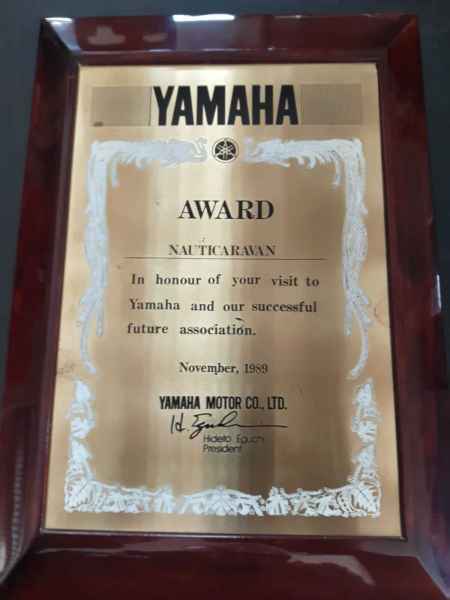 YAMAHA
AWARD
NAUTICARAVAN
In honour of your visit to
Yamaha and our successful
future association.
November, 1989
YAMAHA MOTOR CO., LTD.
H. Eguchi
Hideto Eguchi
President